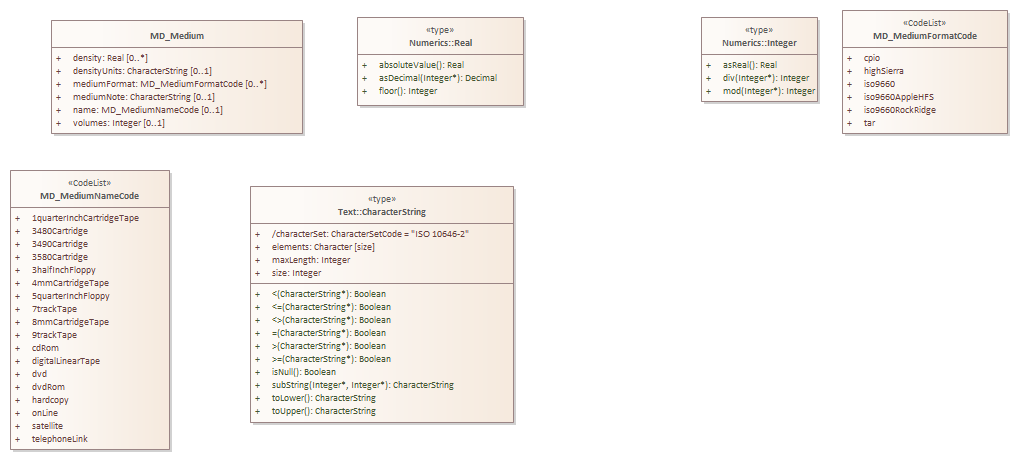 MD_Medium
+ density: Real [0..*]
+ densityUnits: CharacterString [0..1]
+ mediumFormat: MD_MediumFormatCode [0..*]
+ mediumNote: CharacterString [0..1]
+ name: MD_MediumNameCode [0..1]
+ volumes: Integer [0..1]
«type»
Numerics::Real
+ absoluteValue(): Real
+ asDecimal(Integer*): Decimal
+ floor(): Integer
«type»
Numerics::Integer
+ asReal(): Real
+ div(Integer*): Integer
+ mod(Integer*): Integer
«CodeList»
MD_MediumFormatCode
+ cpio
+ highSierra
+ iso9660
+ iso9660AppleHFS
+ iso9660RockRidge
+ tar
«CodeList»
MD_MediumNameCode
+ 1quarterInchCartridgeTape
+ 3480Cartridge
+ 3490Cartridge
+ 3580Cartridge
+ 3halfInchFloppy
+ 4mmCartridgeTape
+ 5quarterInchFloppy
+ 7trackTape
+ 8mmCartridgeTape
+ 9trackTape
+ cdRom
+ digitalLinearTape
+ dvd
+ dvdRom
+ hardcopy
+ onLine
+ satellite
+ telephoneLink
«type»
Text::CharacterString
+ /characterSet: CharacterSetCode = "ISO 10646-2"
+ elements: Character [size]
+ maxLength: Integer
+ size: Integer
+ <(CharacterString*): Boolean
+ <=(CharacterString*): Boolean
+ <>(CharacterString*): Boolean
+ =(CharacterString*): Boolean
+ >(CharacterString*): Boolean
+ >=(CharacterString*): Boolean
+ isNull(): Boolean
+ subString(Integer*, Integer*): CharacterString
+ toLower(): CharacterString
+ toUpper(): CharacterString